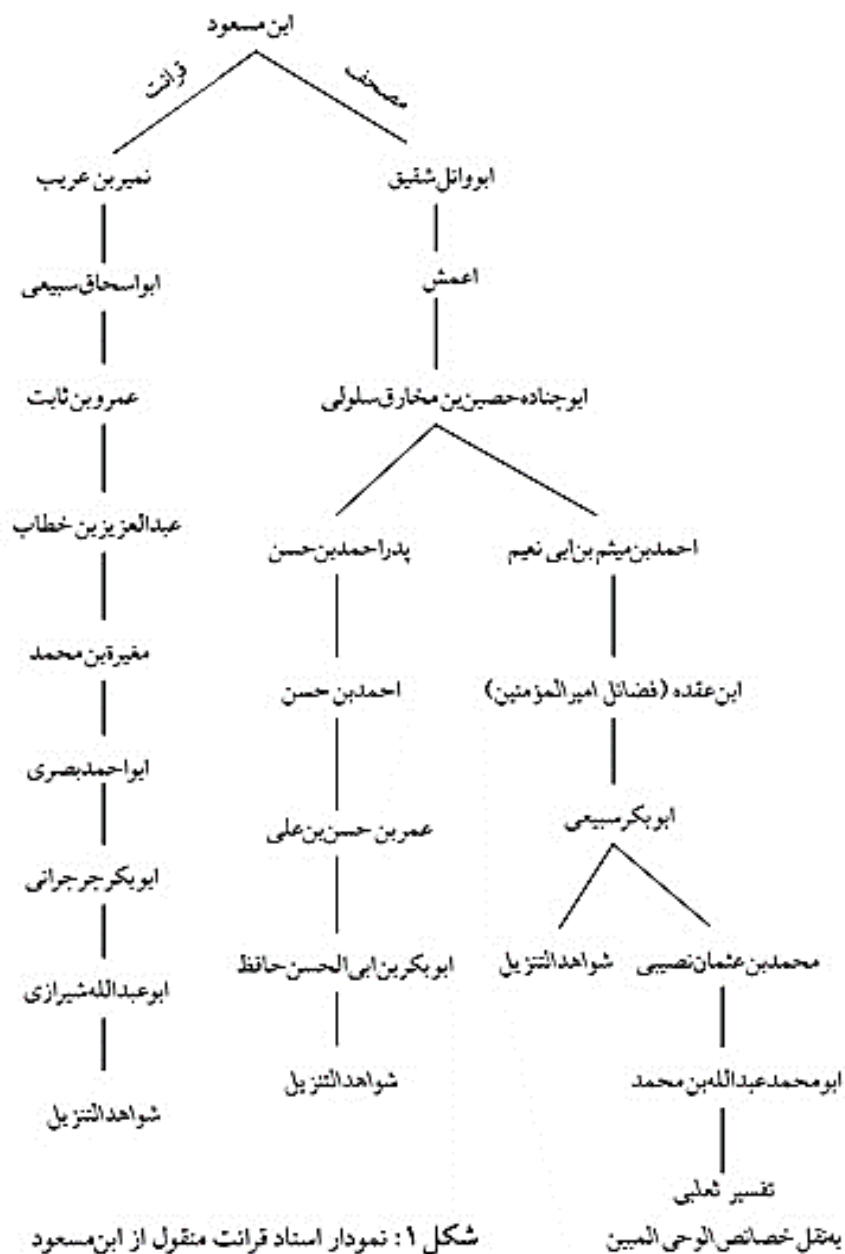 ابن مسعود
مصحف
قرائت
ابووائل شقیق
نمیربن عریب
اعمش
ابواسحاق سبیعی
ابوجناده حصین بن مخارق سلولی
عمروبن ثابت
احمدبن میثم بن ابی نعیم
پدراحمدبن حسن
عبدالعزیزبن خطاب
ابن عقده (فضائل امیرالمؤمنین)
احمدبن حسن
مغیرةبن محمد
ابوبکرسبیعی
عمربن حسن بن علی
ابواحمدبصری
محمدبن عثمان نصیبی
شواهدالتنزیل
ابوبکربن ابی الحسن حافظ
ابوبکرجرجرانی
ابومحمدعبدالله بن محمد
شواهدالتنزیل
ابوعبدالله شیرازی
تفسیر ثعلبی
شواهدالتنزیل
به نقل خصائص الوحی المبین
شکل ۱: نمودار اسناد قرائت منقول از ابن مسعود